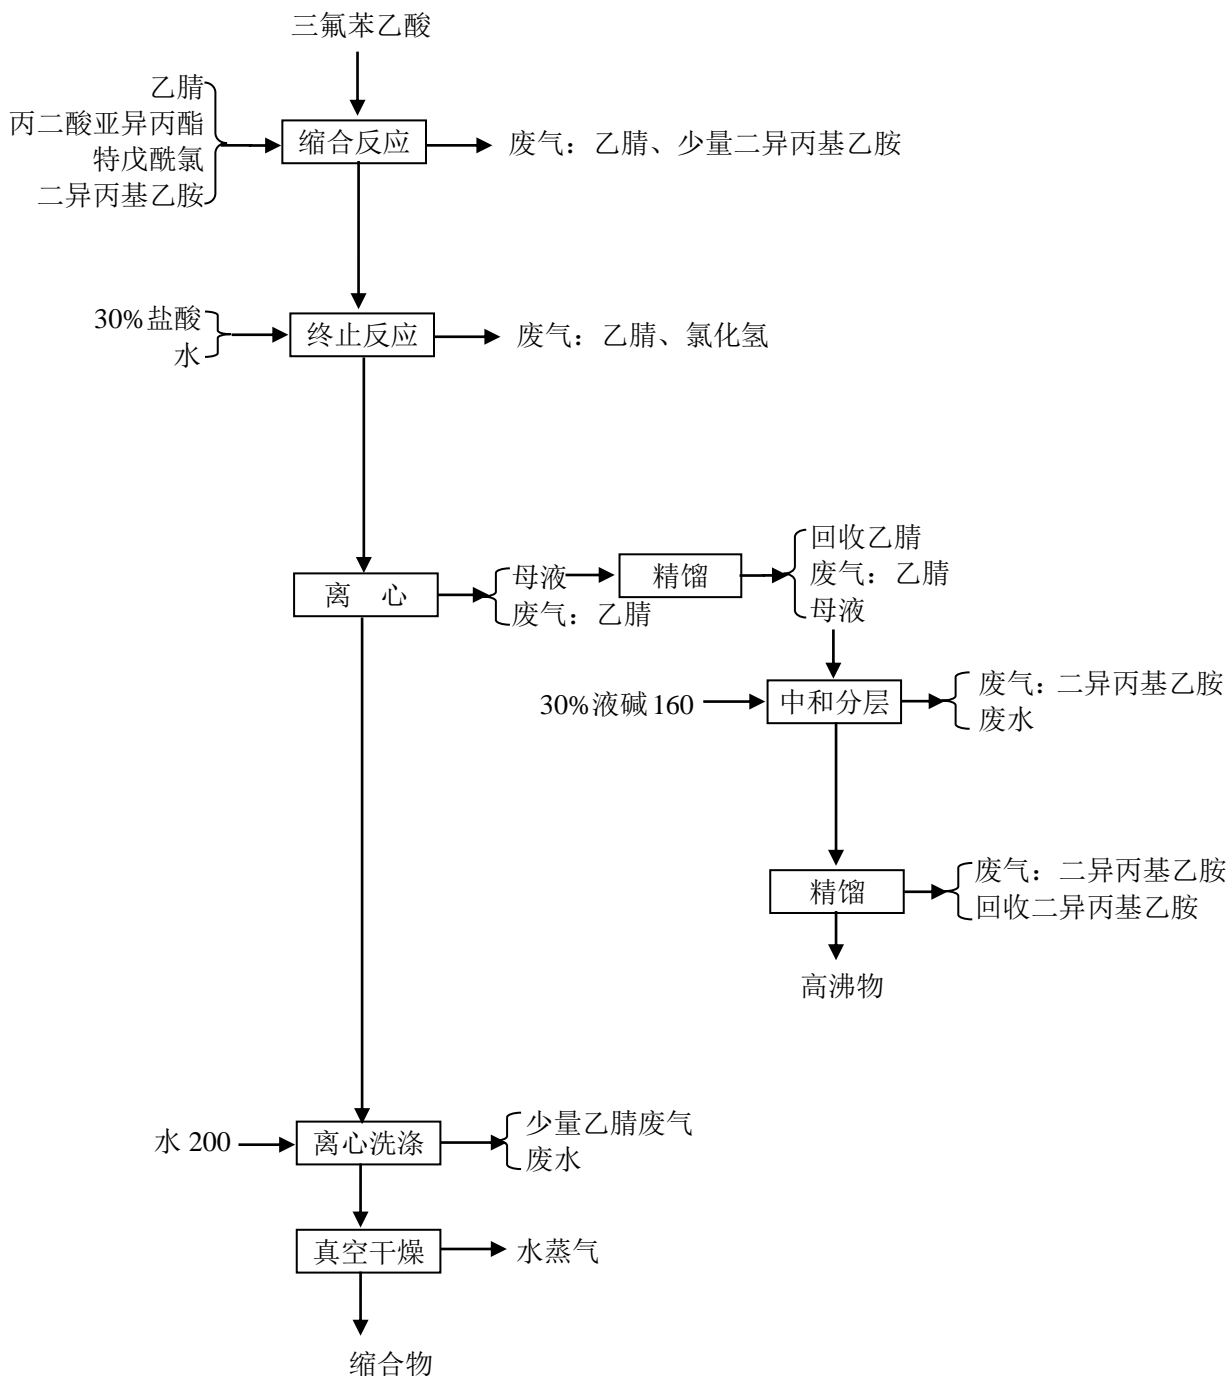 三氟苯乙酸
乙腈
丙二酸亚异丙酯
特戊酰氯
二异丙基乙胺
缩合反应
废气：乙腈、少量二异丙基乙胺
30%盐酸
水
终止反应
废气：乙腈、氯化氢
离 心
母液
废气：乙腈
精馏
回收乙腈
废气：乙腈
母液
30%液碱 160
中和分层
废气：二异丙基乙胺
废水
精馏
废气：二异丙基乙胺
回收二异丙基乙胺
高沸物
水 200
离心洗涤
少量乙腈废气
废水
真空干燥
水蒸气
缩合物